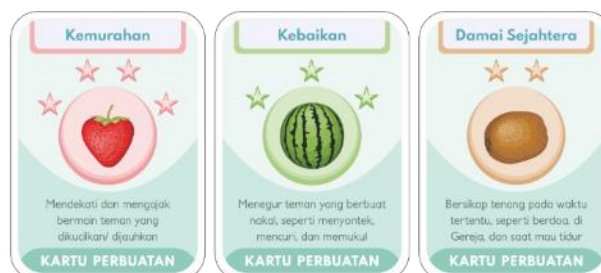 Kemurahan
Mendekati dan mengajak
bermain teman yang
dikucilkan/ dijauhkan
KARTU PERBUATAN
Kebaikan
Menegur teman yang berbuat
nakal, seperti menyontek,
mencuri, dan memukul
KARTU PERBUATAN
Damai Sejahtera
Bersikap tenang pada waktu
tertentu, seperti berdoa, di
Gereja, dan saat mau tidur
KARTU PERBUATAN